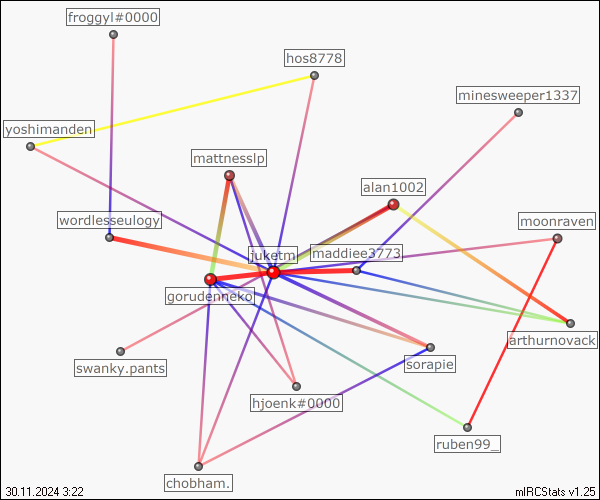 froggyl#0000
hos8778
minesweeper1337
yoshimanden
mattnesslp
alan1002
wordlesseulogy
moonraven
juketm
maddiee3773
gorudenneko
arthurnovack
swanky.pants
sorapie
hjoenk#0000
ruben99_
chobham.
30.11.2024 3:22
mIRCStats v1.25